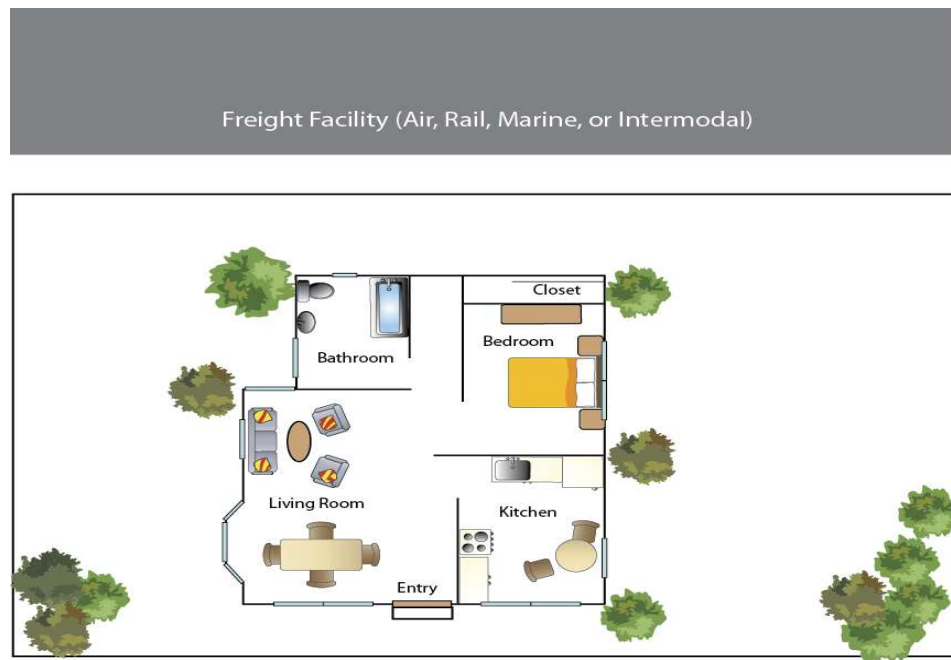 Freight Facility (Air, Rail, Marine, or Intermodal)
Closet
Bedroom
Bathroom
Living Room
Kitchen
Entry